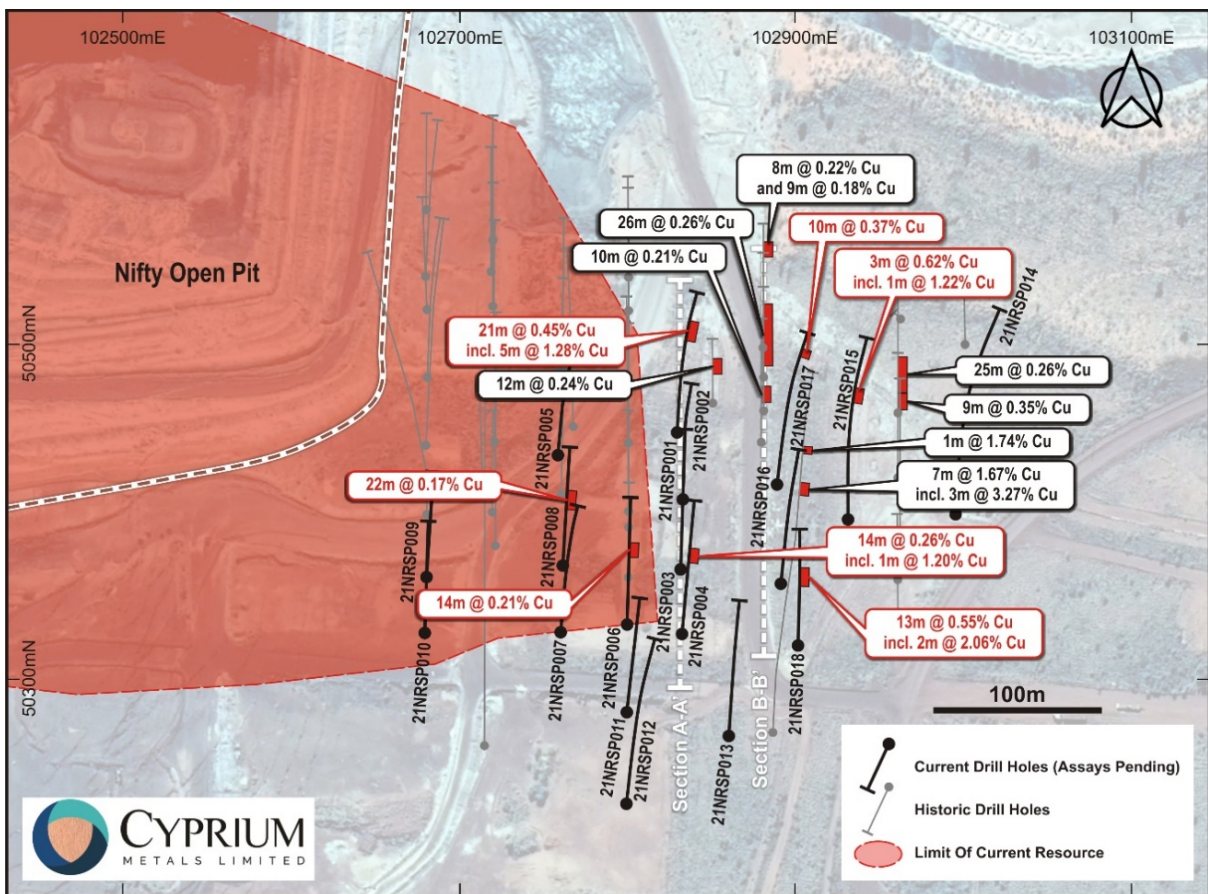 102500mE
102700mE
102900mE
103100mE
50500mN
50300mN
Nifty Open Pit
8m @ 0.22% Cu
and 9m @ 0.18% Cu
26m @ 0.26% Cu
10m @ 0.21% Cu
10m @ 0.37% Cu
3m @ 0.62% Cu
incl. 1m @ 1.22% Cu
21m @ 0.45% Cu
incl. 5m @ 1.28% Cu
12m @ 0.24% Cu
25m @ 0.26% Cu
9m @ 0.35% Cu
1m @ 1.74% Cu
7m @ 1.67% Cu
incl. 3m @ 3.27% Cu
22m @ 0.17% Cu
14m @ 0.21% Cu
14m @ 0.26% Cu
incl. 1m @ 1.20% Cu
13m @ 0.55% Cu
incl. 2m @ 2.06% Cu
21NRSP014
21NRSP015
21NRSP017
21NRSP016
21NRSP002
21NRSP001
21NRSP005
21NRSP008
21NRSP009
21NRSP010
21NRSP007
21NRSP006
21NRSP003
21NRSP004
21NRSP011
21NRSP012
21NRSP013
21NRSP018
Section A-A'
Section B-B'
100m
Current Drill Holes (Assays Pending)
Historic Drill Holes
Limit Of Current Resource
CYPRIUM
METALS LIMITED